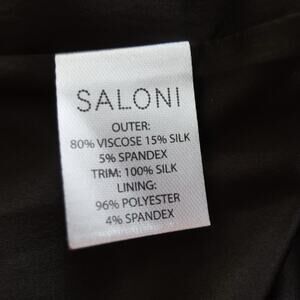 SALONI
OUTER:
80% VISCOSE 15% SILK
5% SPANDEX
TRIM: 100% SILK
LINING:
96% POLYESTER
4% SPANDEX